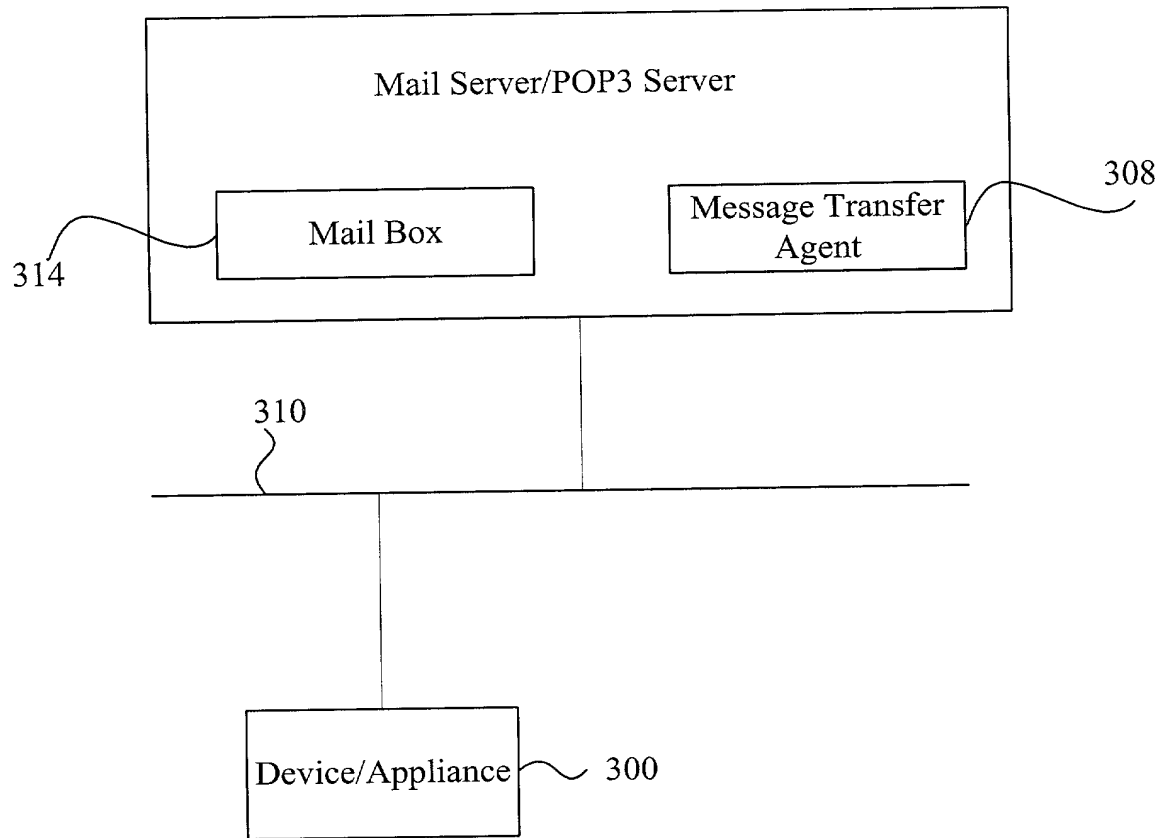 Mail Server/POP3 Server
308
Message Transfer
Agent
Mail Box
314
310
Device/Appliance
300